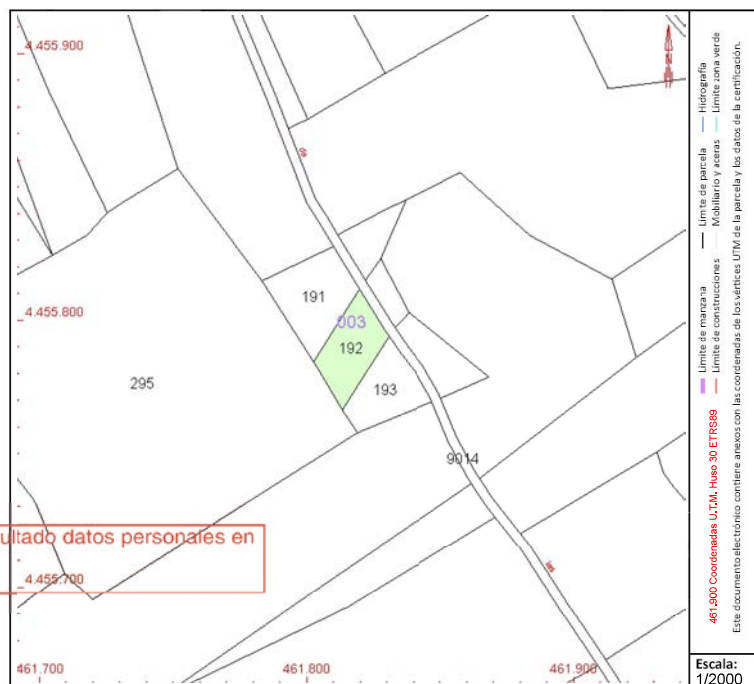 4.455.900
60
191
4.455.800
003
192
295
193
9014
ultado datos personales en
4.455.700
461.700
461.800
461.900
461.900 Coordenadas U.T.M. Huso 30 ETRS89
Límite de manzana
Límite de parcela
Hidrografía
Límite de construcciones
Mobiliario y aceras
Límite zona verde
Este documento electrónico contiene anexos con las coordenadas de los vértices UTM de la parcela y los datos de la certificación.
Escala:
1/2000